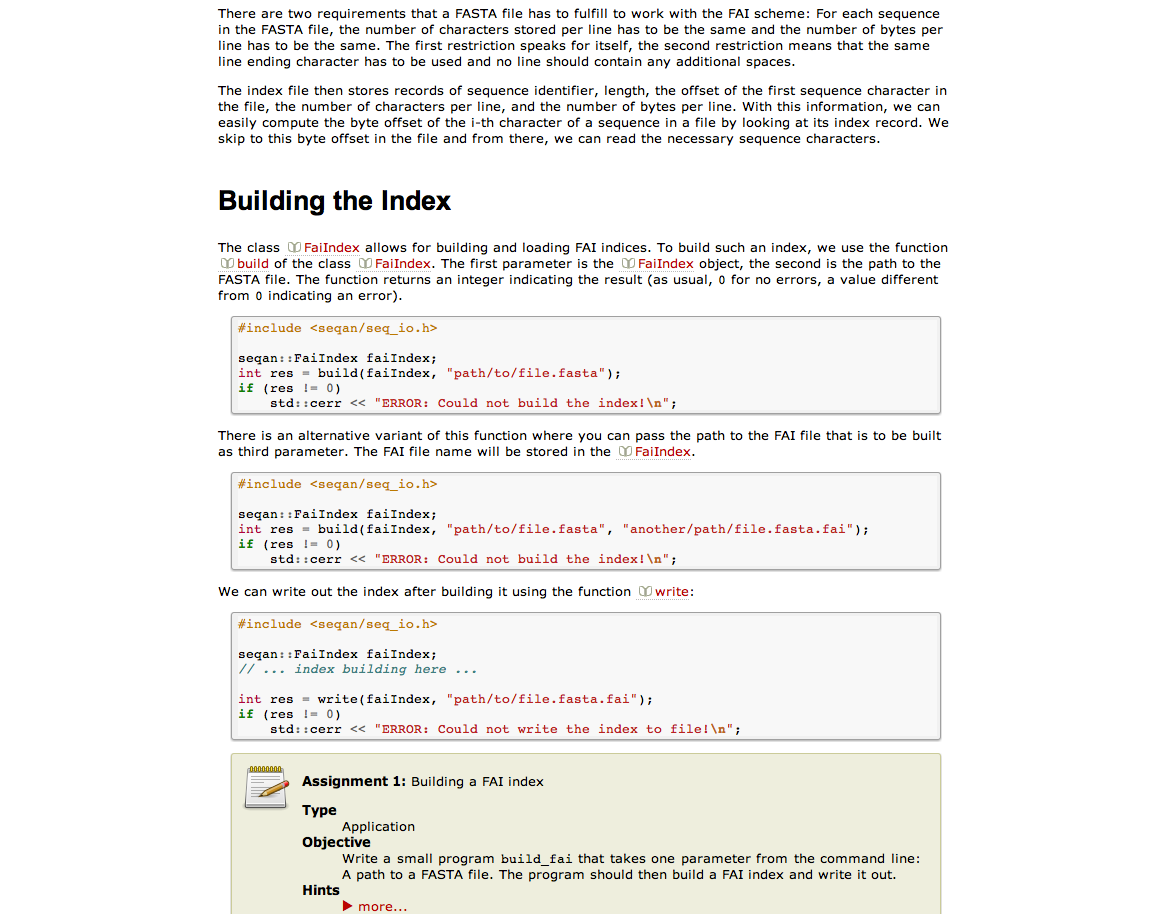 There are two requirements that a FASTA file has to fulfill to work with the FAI scheme: For each sequence
in the FASTA file, the number of characters stored per line has to be the same and the number of bytes per
line has to be the same. The first restriction speaks for itself, the second restriction means that the same
line ending character has to be used and no line should contain any additional spaces.
The index file then stores records of sequence identifier, length, the offset of the first sequence character in
the file, the number of characters per line, and the number of bytes per line. With this information, we can
easily compute the byte offset of the i-th character of a sequence in a file by looking at its index record. We
skip to this byte offset in the file and from there, we can read the necessary sequence characters.
Building the Index
The class FaiIndex allows for building and loading FAI indices. To build such an index, we use the function
build of the class FaiIndex. The first parameter is the FaiIndex object, the second is the path to the
FASTA file. The function returns an integer indicating the result (as usual, 0 for no errors, a value different
from 0 indicating an error).
#include <seqan/seq_io.h>
seqan::FaiIndex faiIndex;
int res = build(faiIndex, "path/to/file.fasta");
if (res != 0)
    std::cerr << "ERROR: Could not build the index!\n";
There is an alternative variant of this function where you can pass the path to the FAI file that is to be built
as third parameter. The FAI file name will be stored in the FaiIndex.
#include <seqan/seq_io.h>
seqan::FaiIndex faiIndex;
int res = build(faiIndex, "path/to/file.fasta", "another/path/file.fasta.fai");
if (res != 0)
    std::cerr << "ERROR: Could not build the index!\n";
We can write out the index after building it using the function write:
#include <seqan/seq_io.h>
seqan::FaiIndex faiIndex;
// ... index building here ...
int res = write(faiIndex, "path/to/file.fasta.fai");
if (res != 0)
    std::cerr << "ERROR: Could not write the index to file!\n";
Assignment 1: Building a FAI index
Type
Application
Objective
Write a small program build_fai that takes one parameter from the command line:
A path to a FASTA file. The program should then build a FAI index and write it out.
Hints
more...